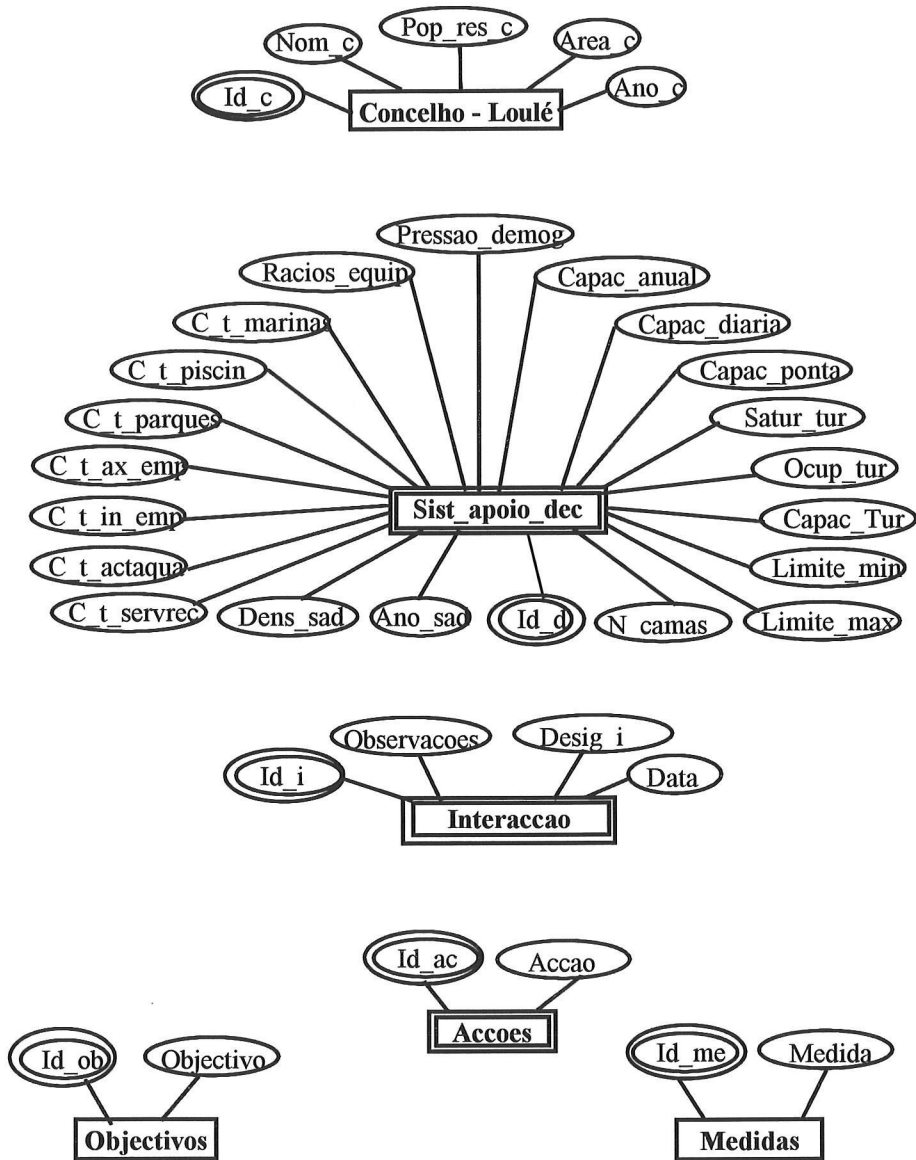 Pop_res_c
Nom_c
Area_c
Id_c
Ano_c
Concelho - Loulé
Pressao_demog
Racios_equip
Capac_anual
C_t_marinas
Capac_diaria
C_t_piscin
Capac_ponta
C_t_parques
Satur_tur
C_t_ax_emp
Ocup_tur
Sist_apoio_dec
C_t_in_emp
Capac_Tur
C_t_actaqua
Limite_min
C_t_servrec
Dens_sad
Ano_sad
Id_d
N_camas
Limite_max
Observacoes
Desig_i
Id_i
Data
Interaccao
Id_ac
Accao
Accoes
Id_ob
Objectivo
Id_me
Medida
Objectivos
Medidas